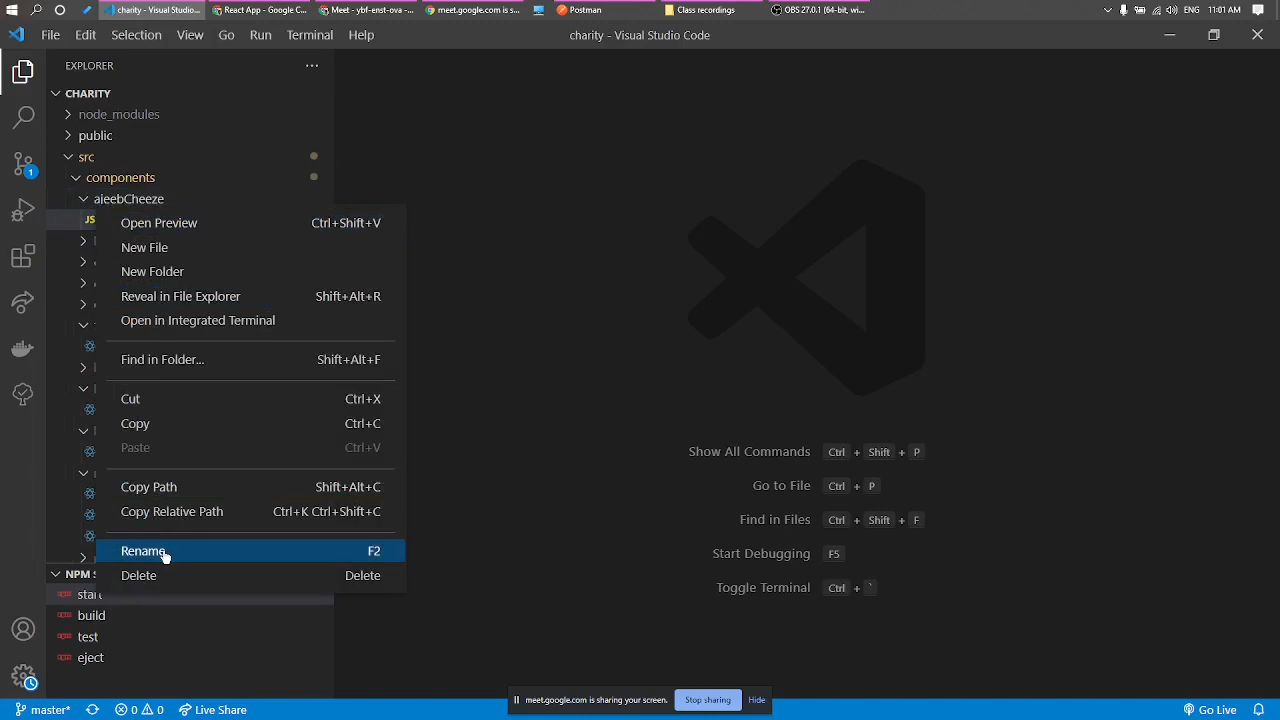 charity - Visual Studio...
React App - Google C...
Meet - ybf-enst-ova - ...
meet.google.com is s...
Postman
Class recordings
OBS 27.0.1 (64-bit, wi...
ENG
11:01 AM
File Edit Selection View Go Run Terminal Help
charity - Visual Studio Code
EXPLORER
CHARITY
node_modules
public
src
components
ajeebCheeze
JS
Open Preview Ctrl+Shift+V
New File
New Folder
Reveal in File Explorer Shift+Alt+R
Open in Integrated Terminal
Find in Folder... Shift+Alt+F
Cut Ctrl+X
Copy Ctrl+C
Paste Ctrl+V
Copy Path Shift+Alt+C
Copy Relative Path Ctrl+K Ctrl+Shift+C
Rename F2
Delete Delete
NPM S
start
build
test
eject
Show All Commands Ctrl + Shift + P
Go to File Ctrl + P
Find in Files Ctrl + Shift + F
Start Debugging F5
Toggle Terminal Ctrl + `
1
meet.google.com is sharing your screen. Stop sharing Hide
master* 0 0 Live Share Go Live